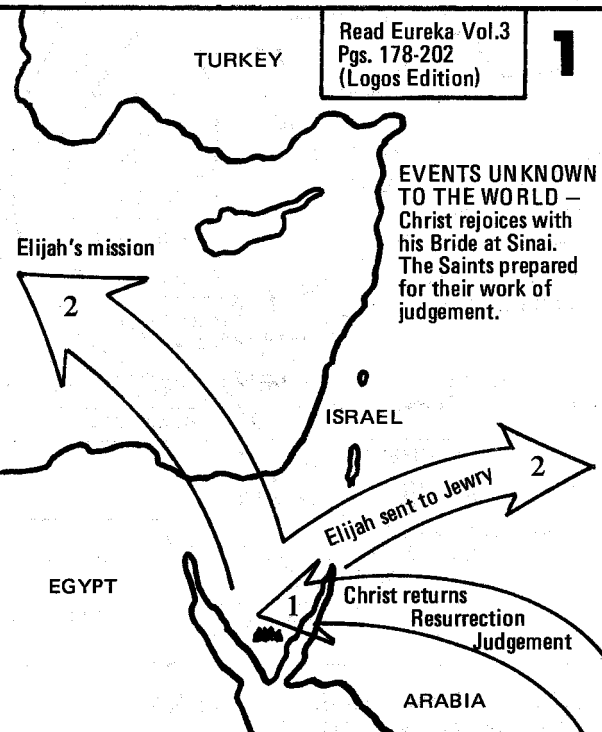 TURKEY
Read Eureka Vol.3
Pgs. 178-202
(Logos Edition)
1
EVENTS UNKNOWN
TO THE WORLD –
Christ rejoices with
his Bride at Sinai.
The Saints prepared
for their work of
judgement.
Elijah's mission
2
ISRAEL
Elijah sent to Jewry
2
EGYPT
1
Christ returns
Resurrection
Judgement
ARABIA